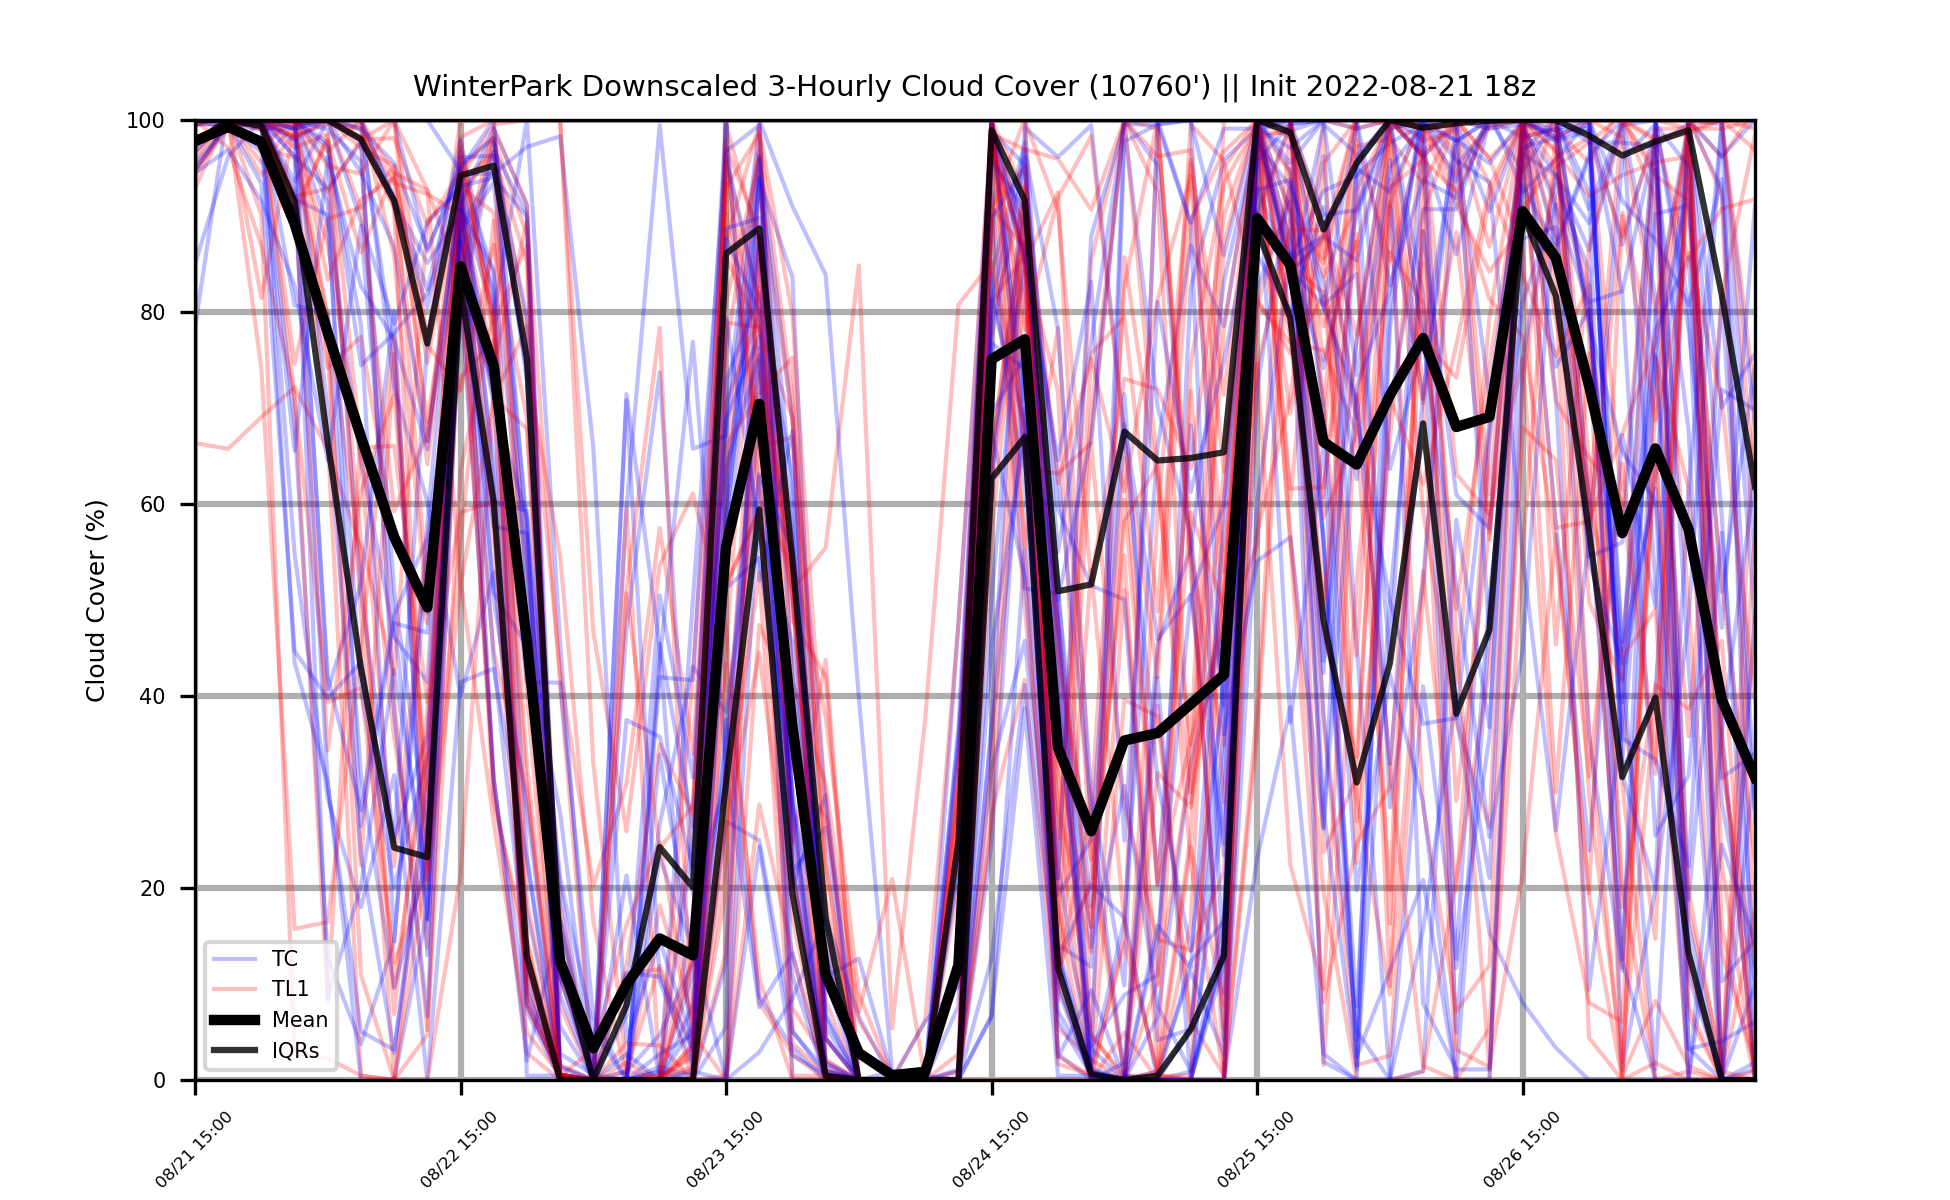 WinterPark Downscaled 3-Hourly Cloud Cover (10760') || Init 2022-08-21 18z
Cloud Cover (%)
100
80
60
40
20
0
TC
TL1
Mean
IQRs
08/21 15:00
08/22 15:00
08/23 15:00
08/24 15:00
08/25 15:00
08/26 15:00